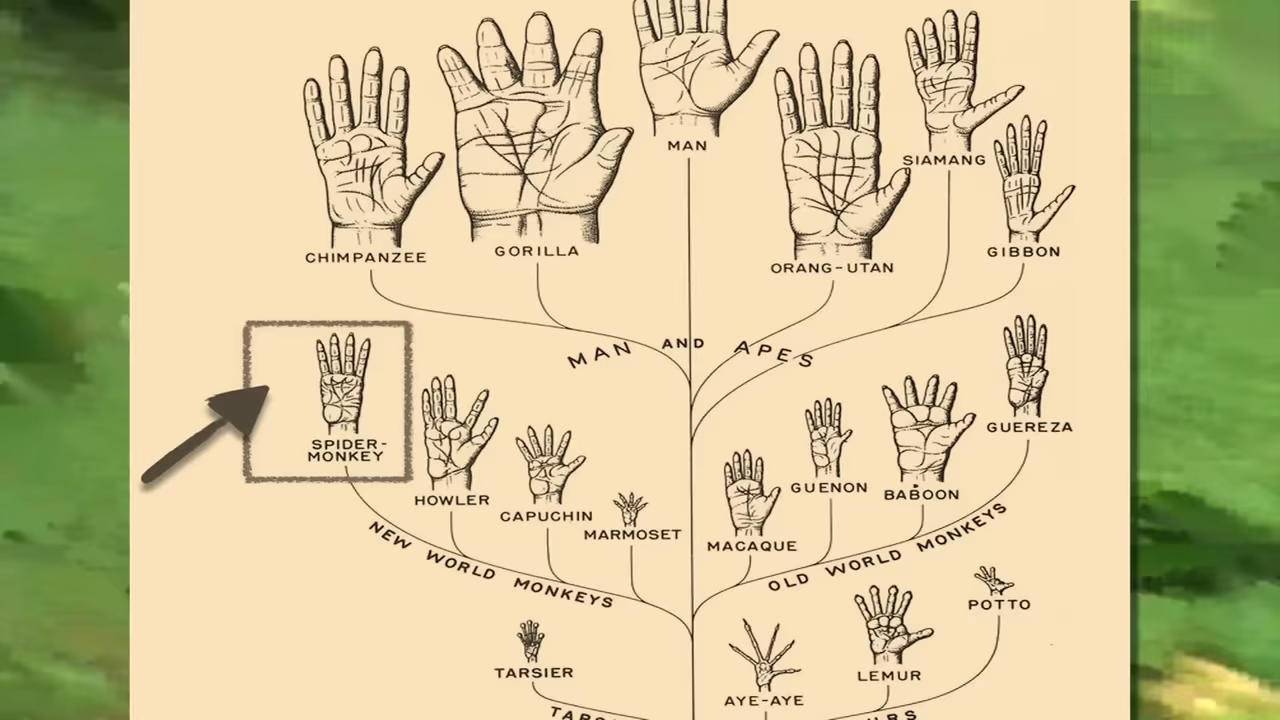 MAN
SIAMANG
CHIMPANZEE
GORILLA
ORANG-UTAN
GIBBON
MAN AND APES
SPIDER-
MONKEY
HOWLER
CAPUCHIN
MARMOSET
MACAQUE
GUENON
BABOON
GUEREZA
NEW WORLD MONKEYS
OLD WORLD MONKEYS
TARSIER
AYE-AYE
LEMUR
POTTO